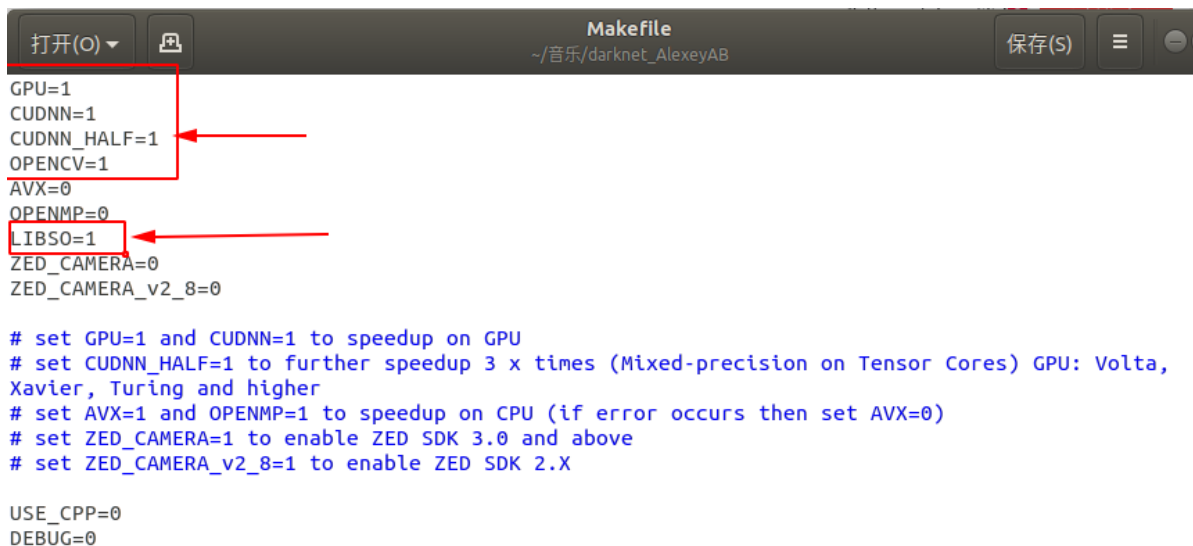 打开(O)
Makefile
~/音乐/darknet_AlexeyAB
保存(S)
GPU=1
CUDNN=1
CUDNN_HALF=1
OPENCV=1
AVX=0
OPENMP=0
LIBSO=1
ZED_CAMERA=0
ZED_CAMERA_v2_8=0
# set GPU=1 and CUDNN=1 to speedup on GPU
# set CUDNN_HALF=1 to further speedup 3 x times (Mixed-precision on Tensor Cores) GPU: Volta,
Xavier, Turing and higher
# set AVX=1 and OPENMP=1 to speedup on CPU (if error occurs then set AVX=0)
# set ZED_CAMERA=1 to enable ZED SDK 3.0 and above
# set ZED_CAMERA_v2_8=1 to enable ZED SDK 2.X
USE_CPP=0
DEBUG=0